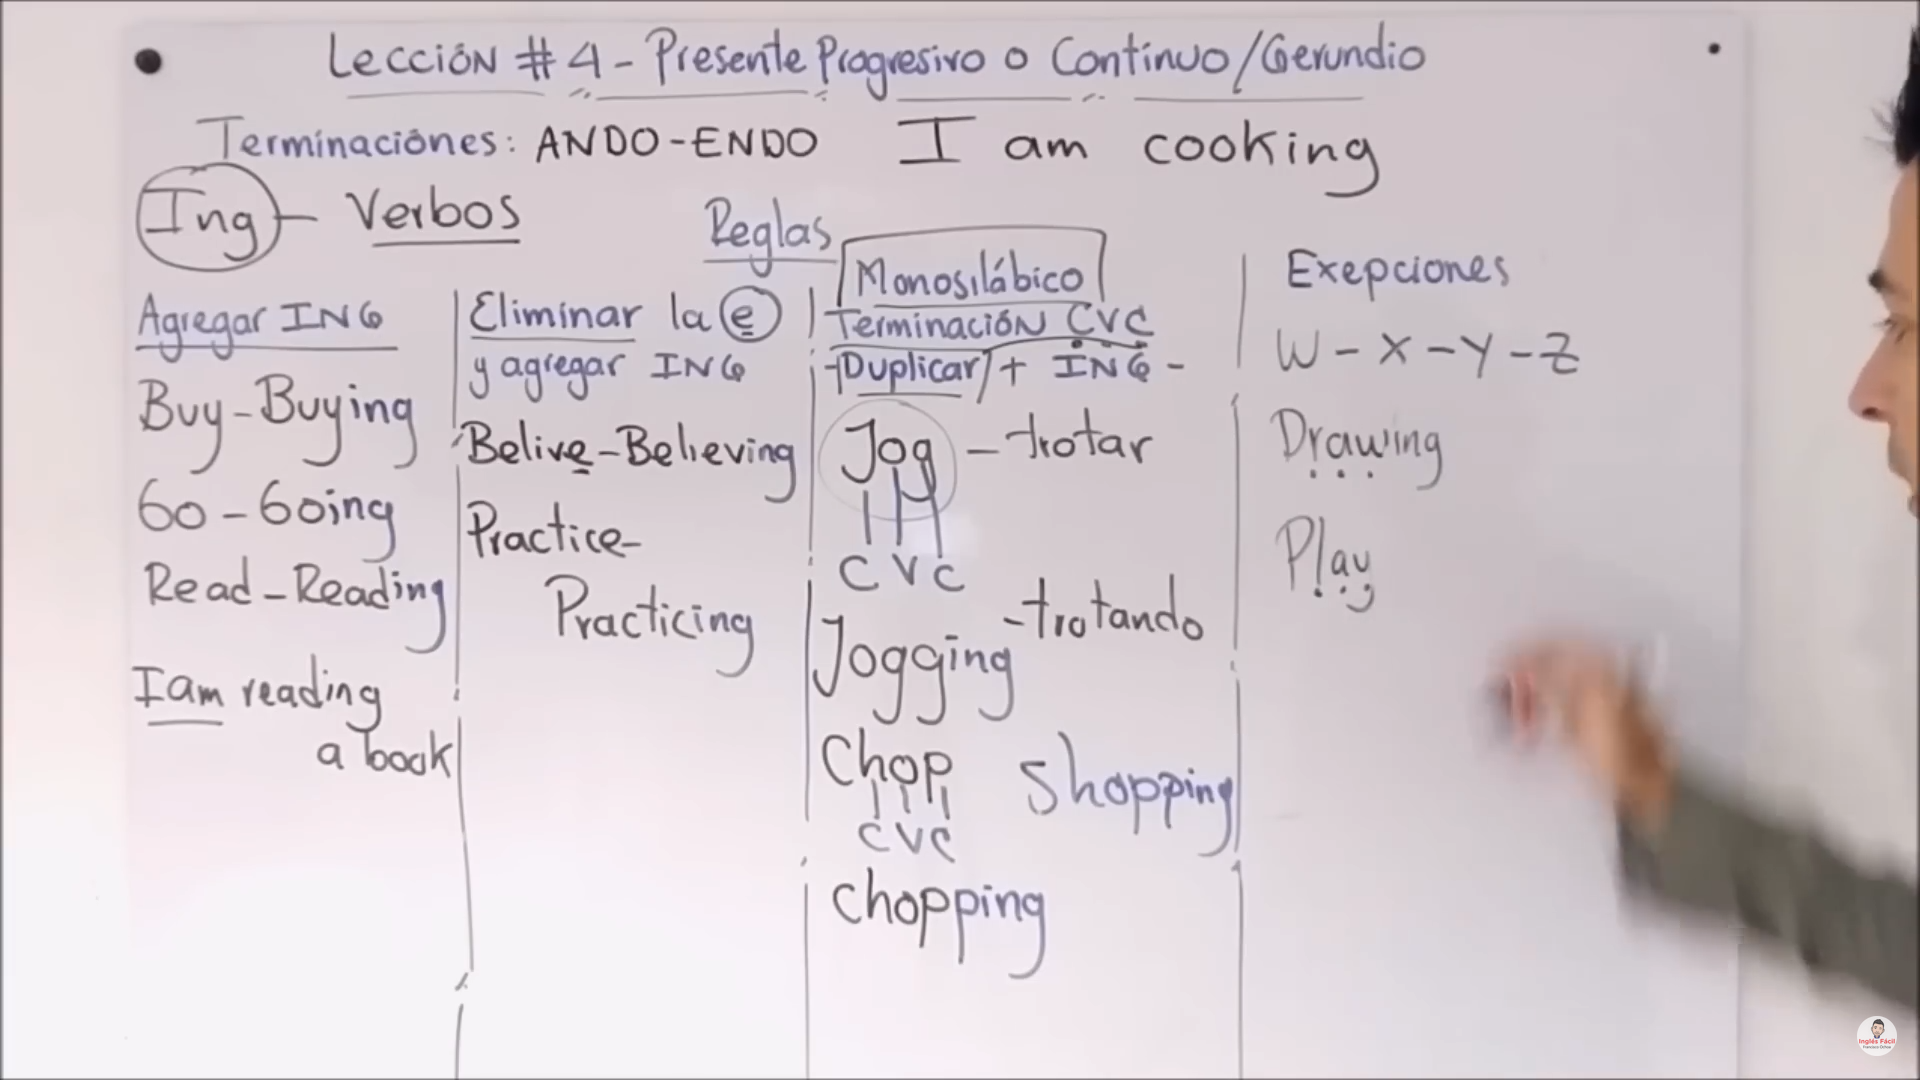 Lección #4 - Presente Progresivo o Continuo/Gerundio
Terminaciónes: ANDO-ENDO I am cooking
Ing - Verbos
Reglas
Agregar ING
Buy-Buying
Go-Going
Read-Reading
I am reading
a book
Eliminar la e
y agregar ING
Belive-Believing
Practice-
Practicing
Monosilábico
Terminación CVC
-Duplicar/+ ING-
Jog - trotar
C V C
Jogging - trotando
Chop Shopping
C V C
chopping
Exepciones
W - X - Y - Z
Drawing
Play
Inglés Fácil